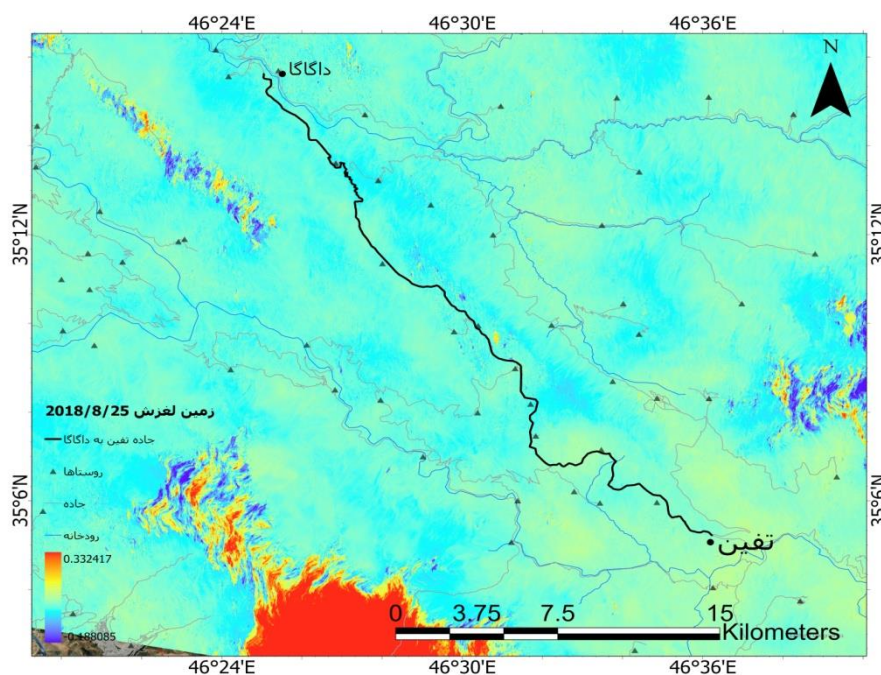 46°24'E 46°30'E 46°36'E
N
داگاگا
35°12'N 35°12'N
زمین لغزش 2018/8/25
جاده تفین به داگاگا
روستاها
جاده
رودخانه
0.332417
-0.188085
35°6'N 35°6'N
تفین
0 3.75 7.5 15
Kilometers
46°24'E 46°30'E 46°36'E